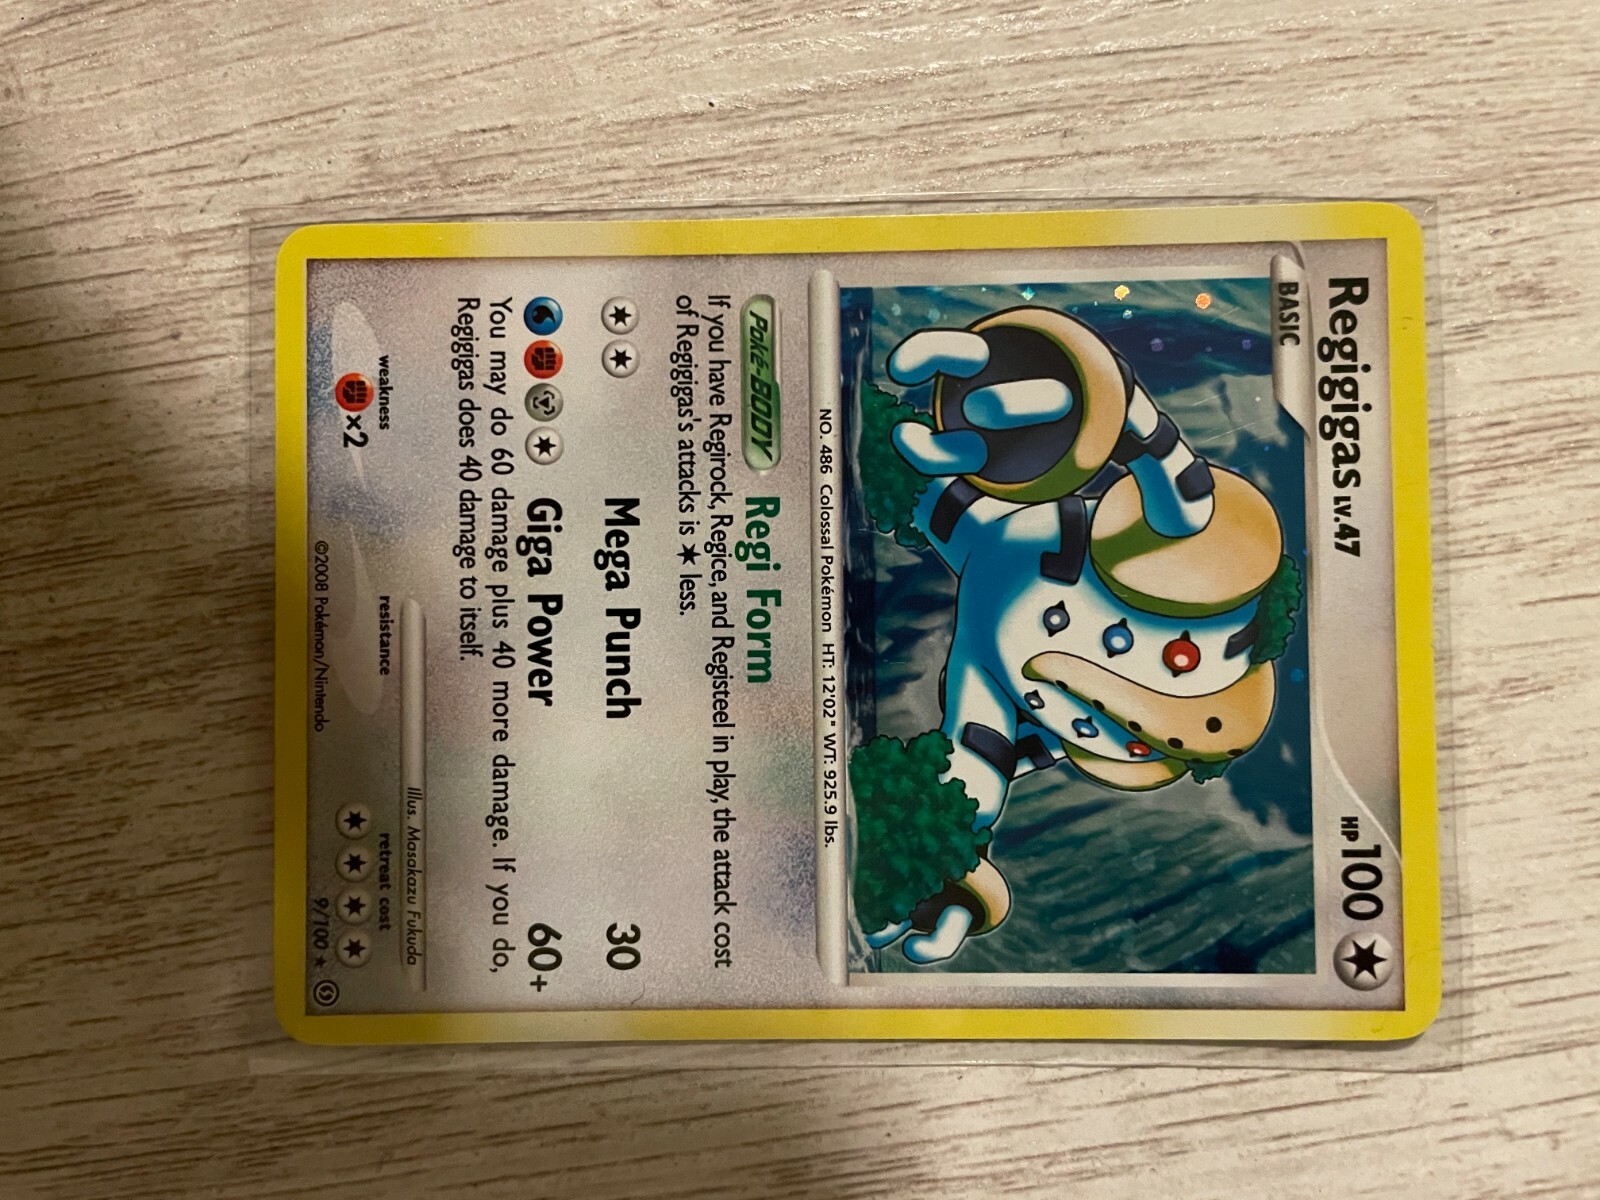 Regigigas LV.47 HP 100
BASIC
NO. 486 Colossal Pokémon HT: 12'02" WT: 925.9 lbs.
Poké-BODY Regi Form
If you have Regirock, Regice, and Registeel in play, the attack cost
of Regigigas's attacks is less.
Mega Punch 30
Giga Power 60+
You may do 60 damage plus 40 more damage. If you do,
Regigigas does 40 damage to itself.
Illus. Masakazu Fukuda
weakness resistance retreat cost
×2
©2008 Pokémon/Nintendo 9/100 ★